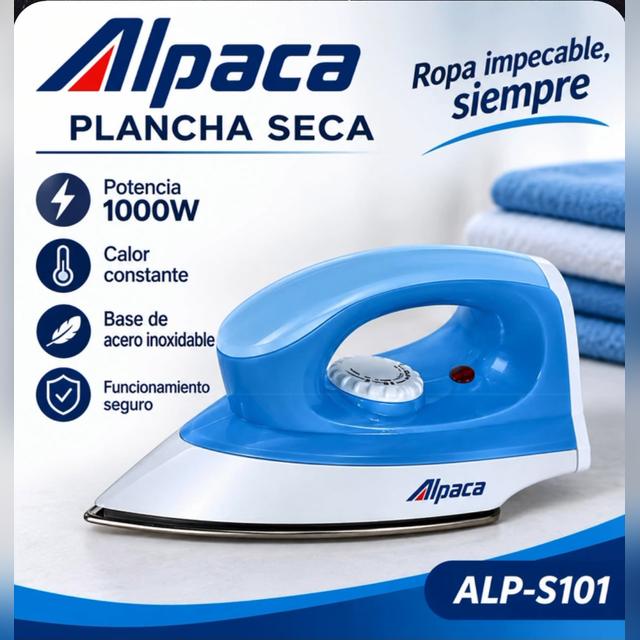 Alpaca
PLANCHA SECA
Ropa impecable,
siempre
Potencia
1000W
Calor
constante
Base de
acero inoxidable
Funcionamiento
seguro
Alpaca
ALP-S101